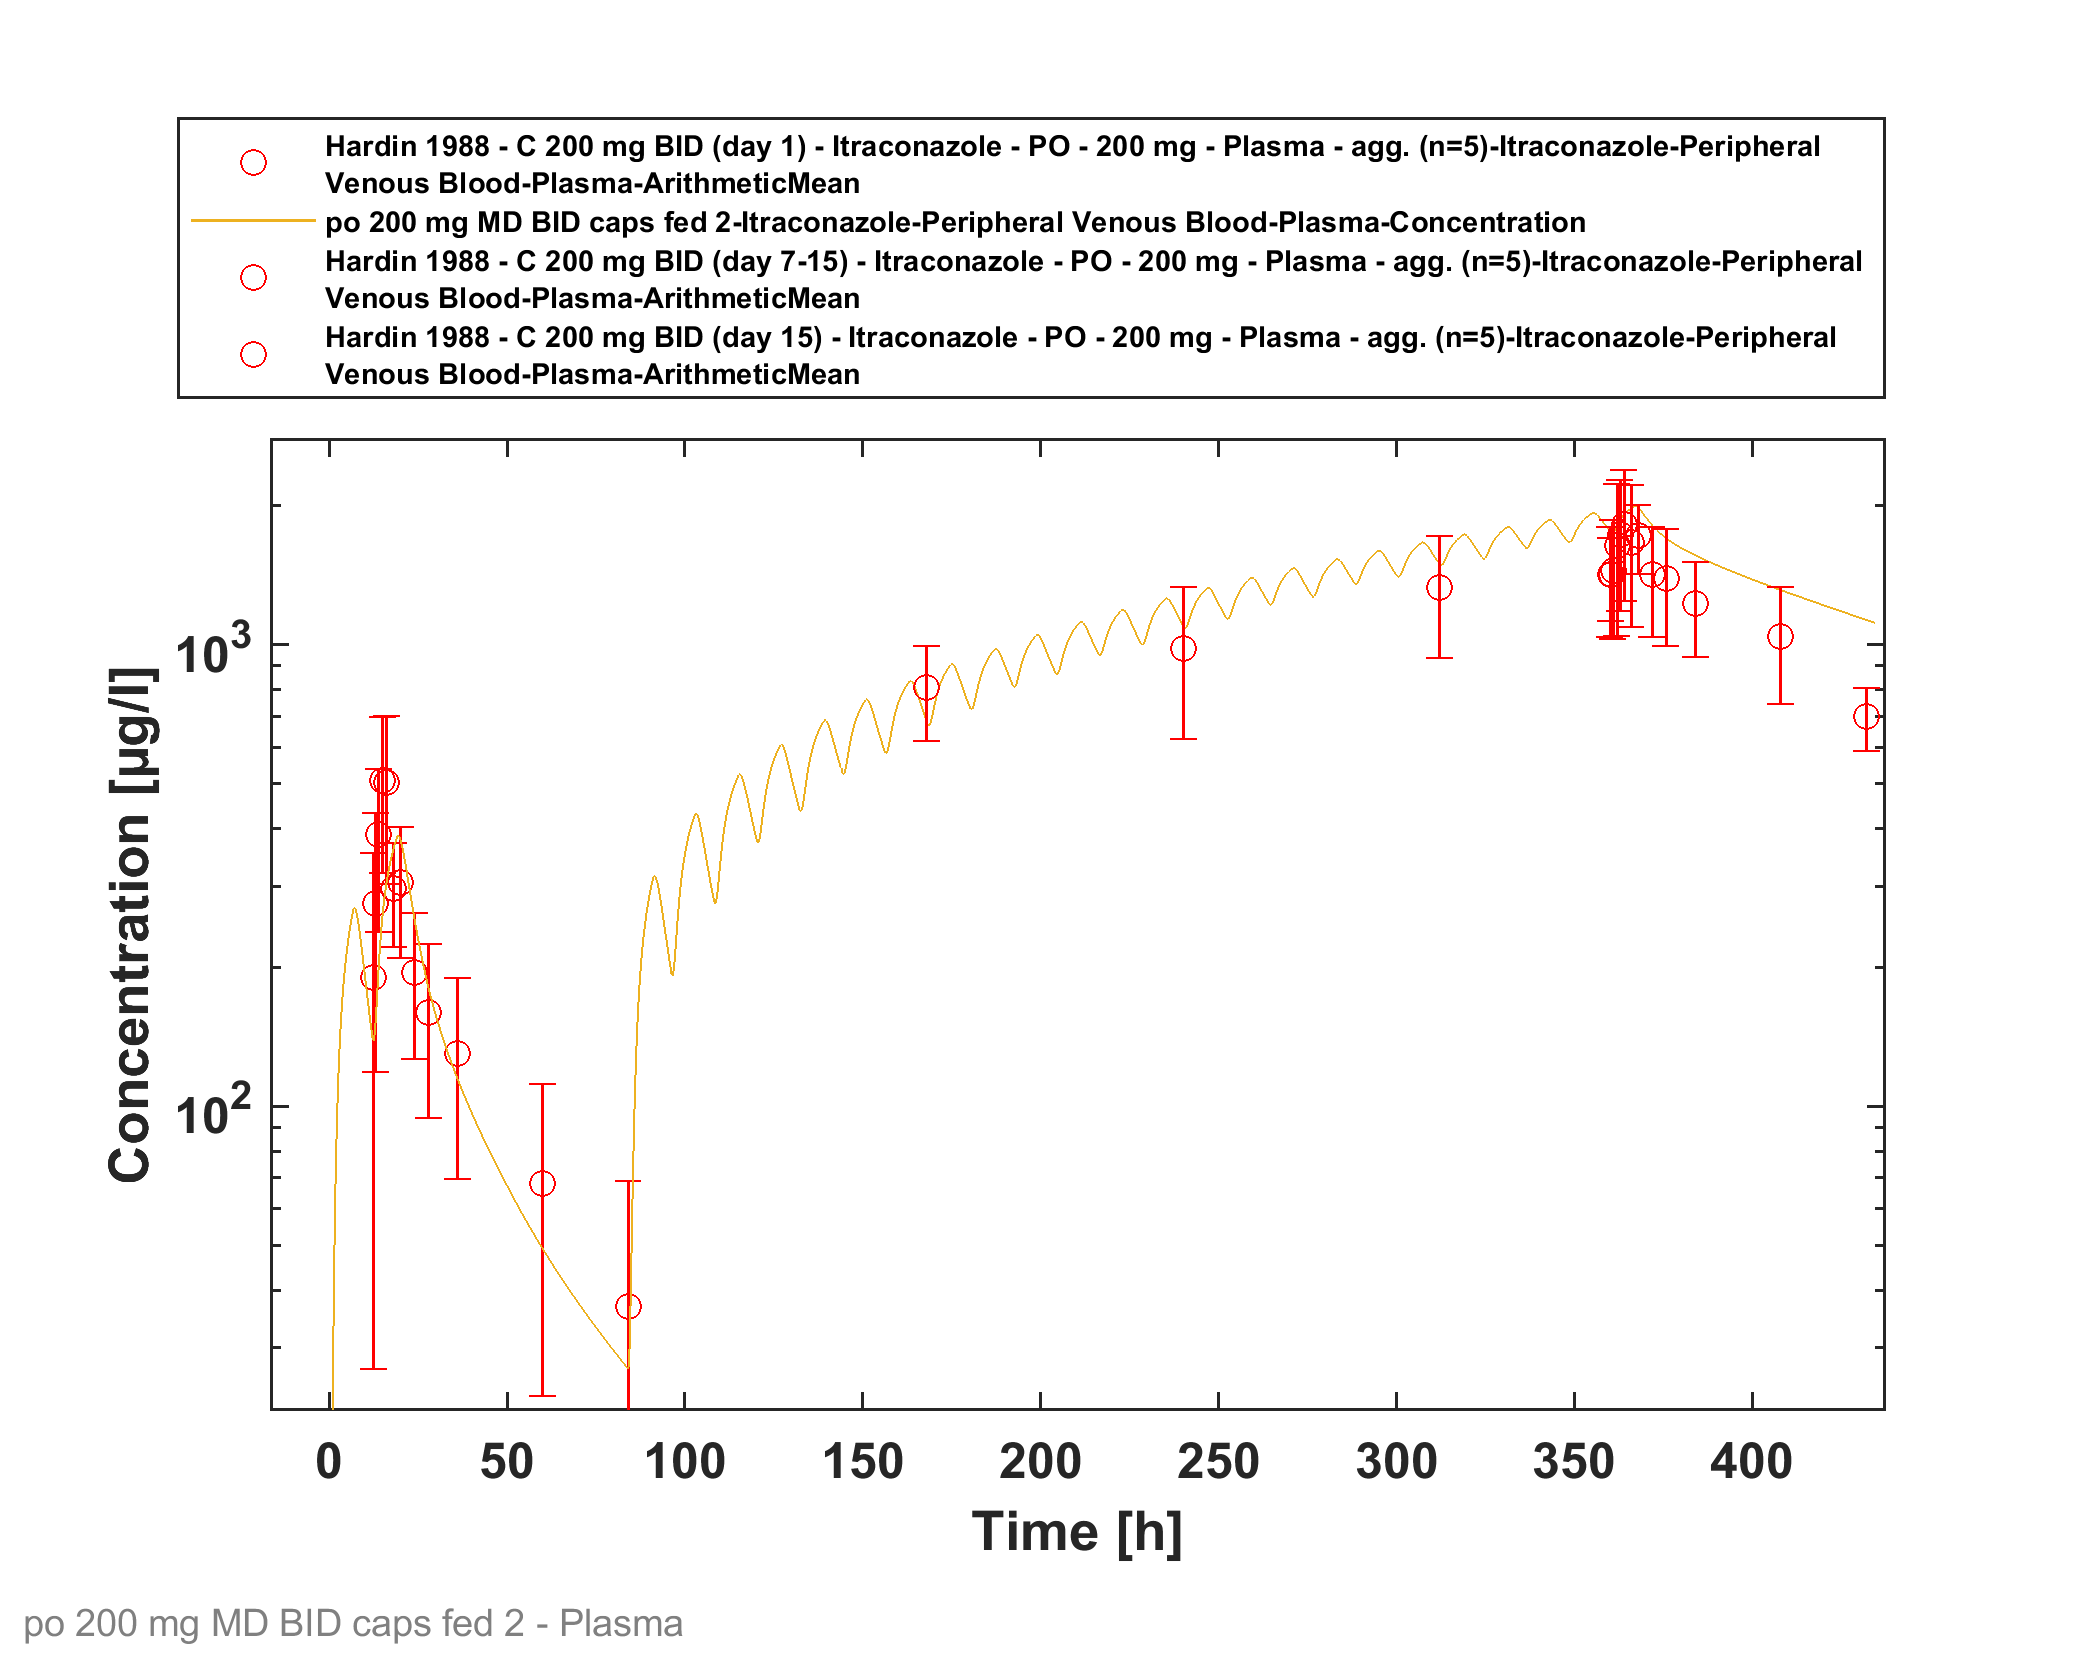 Hardin 1988 - C 200 mg BID (day 1) - Itraconazole - PO - 200 mg - Plasma - agg. (n=5)-Itraconazole-Peripheral
Venous Blood-Plasma-ArithmeticMean
po 200 mg MD BID caps fed 2-Itraconazole-Peripheral Venous Blood-Plasma-Concentration
Hardin 1988 - C 200 mg BID (day 7-15) - Itraconazole - PO - 200 mg - Plasma - agg. (n=5)-Itraconazole-Peripheral
Venous Blood-Plasma-ArithmeticMean
Hardin 1988 - C 200 mg BID (day 15) - Itraconazole - PO - 200 mg - Plasma - agg. (n=5)-Itraconazole-Peripheral
Venous Blood-Plasma-ArithmeticMean
Concentration [µg/l]
10^3
10^2
0 50 100 150 200 250 300 350 400
Time [h]
po 200 mg MD BID caps fed 2 - Plasma